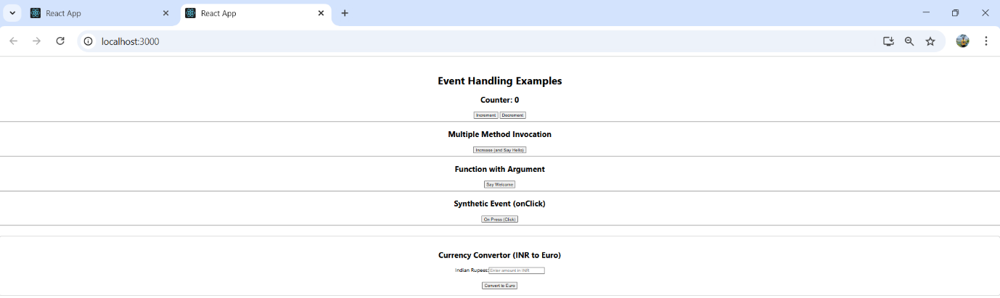 React App
React App
localhost:3000
Event Handling Examples
Counter: 0
Increment Decrement
Multiple Method Invocation
Increase (and Say Hello)
Function with Argument
Say Welcome
Synthetic Event (onClick)
On Press (Click)
Currency Convertor (INR to Euro)
Indian Rupees: Enter amount in INR
Convert to Euro